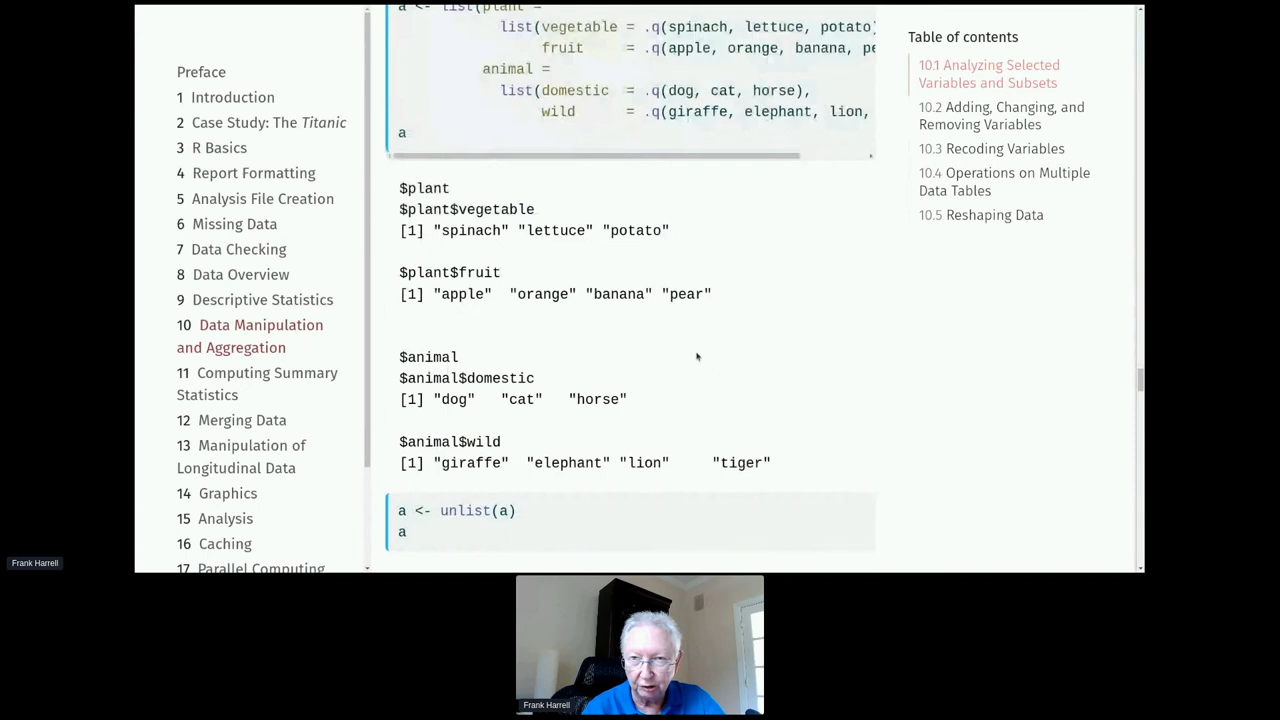 Preface
1 Introduction
2 Case Study: The Titanic
3 R Basics
4 Report Formatting
5 Analysis File Creation
6 Missing Data
7 Data Checking
8 Data Overview
9 Descriptive Statistics
10 Data Manipulation
and Aggregation
11 Computing Summary
Statistics
12 Merging Data
13 Manipulation of
Longitudinal Data
14 Graphics
15 Analysis
16 Caching
17 Parallel Computing
a <- list(plant =
list(vegetable = .q(spinach, lettuce, potato)
fruit = .q(apple, orange, banana, pe
animal =
list(domestic = .q(dog, cat, horse),
wild = .q(giraffe, elephant, lion,
a
$plant
$plant$vegetable
[1] "spinach" "lettuce" "potato"
$plant$fruit
[1] "apple" "orange" "banana" "pear"
$animal
$animal$domestic
[1] "dog" "cat" "horse"
$animal$wild
[1] "giraffe" "elephant" "lion" "tiger"
a <- unlist(a)
a
Table of contents
10.1 Analyzing Selected
Variables and Subsets
10.2 Adding, Changing, and
Removing Variables
10.3 Recoding Variables
10.4 Operations on Multiple
Data Tables
10.5 Reshaping Data
Frank Harrell
Frank Harrell